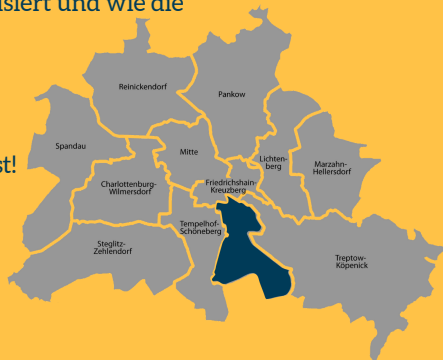 isiert und wie die
Reinickendorf
Pankow
Spandau
Mitte
st!
Lichten-
berg
Marzahn-
Hellersdorf
Charlottenburg-
Wilmersdorf
Friedrichshain-
Kreuzberg
Tempelhof-
Schöneberg
Steglitz-
Zehlendorf
Treptow-
Köpenick